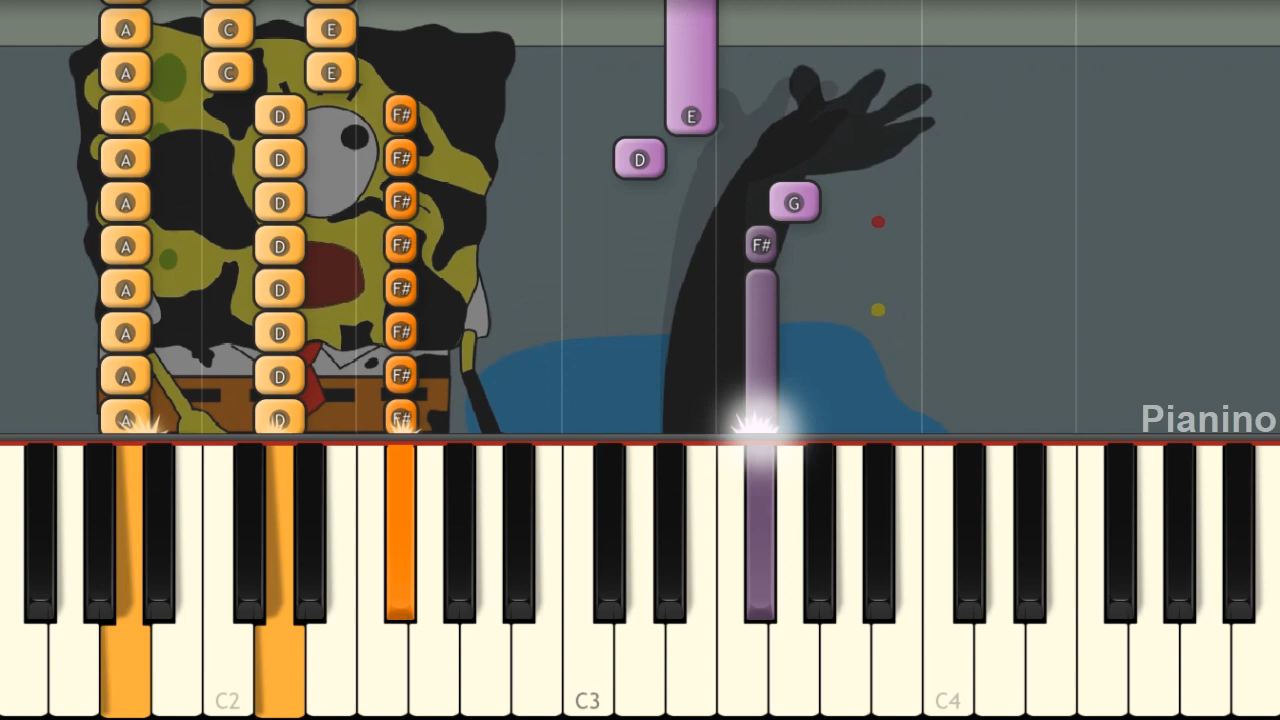 A C E
A C E
A D F# E
A D F# D
A D F# G
A D F# F#
A D F#
A D F#
A D F#
A D F#
Pianino
C2 C3 C4